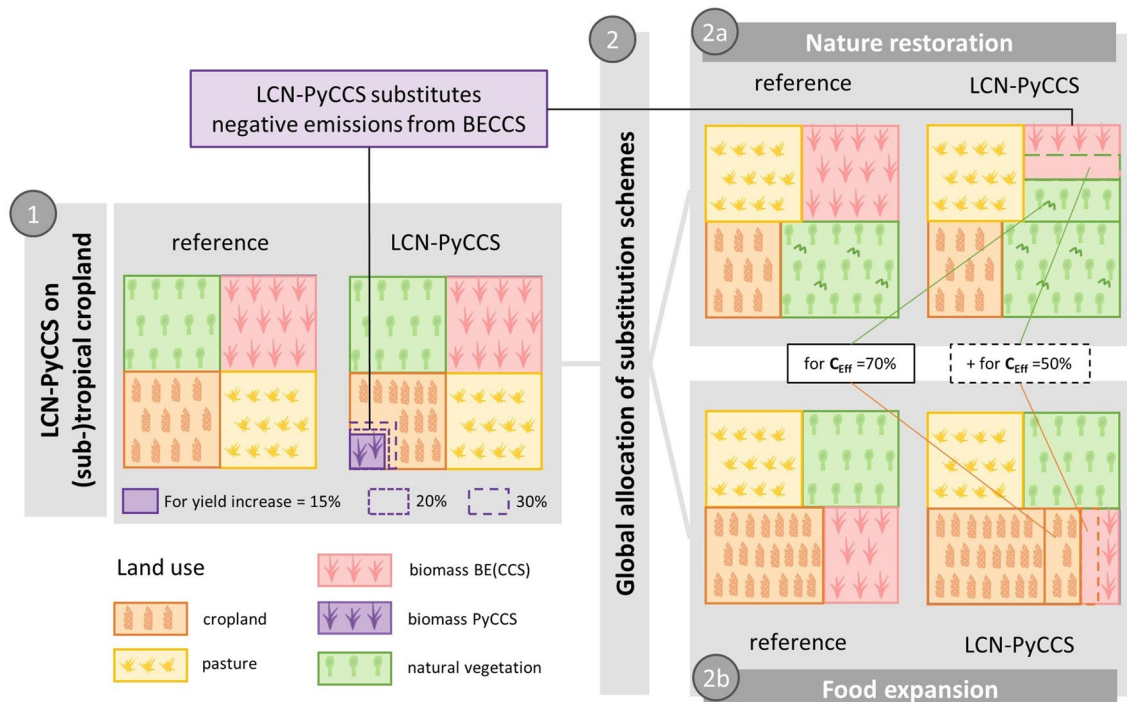 LCN-PyCCS substitutes
negative emissions from BECCS
1
LCN-PyCCS on
(sub-)tropical cropland
reference
LCN-PyCCS
For yield increase = 15%
20%
30%
Land use
cropland
pasture
biomass BE(CCS)
biomass PyCCS
natural vegetation
2
Global allocation of substitution schemes
2a
Nature restoration
reference
LCN-PyCCS
for CEff =70%
+ for CEff =50%
reference
LCN-PyCCS
2b
Food expansion